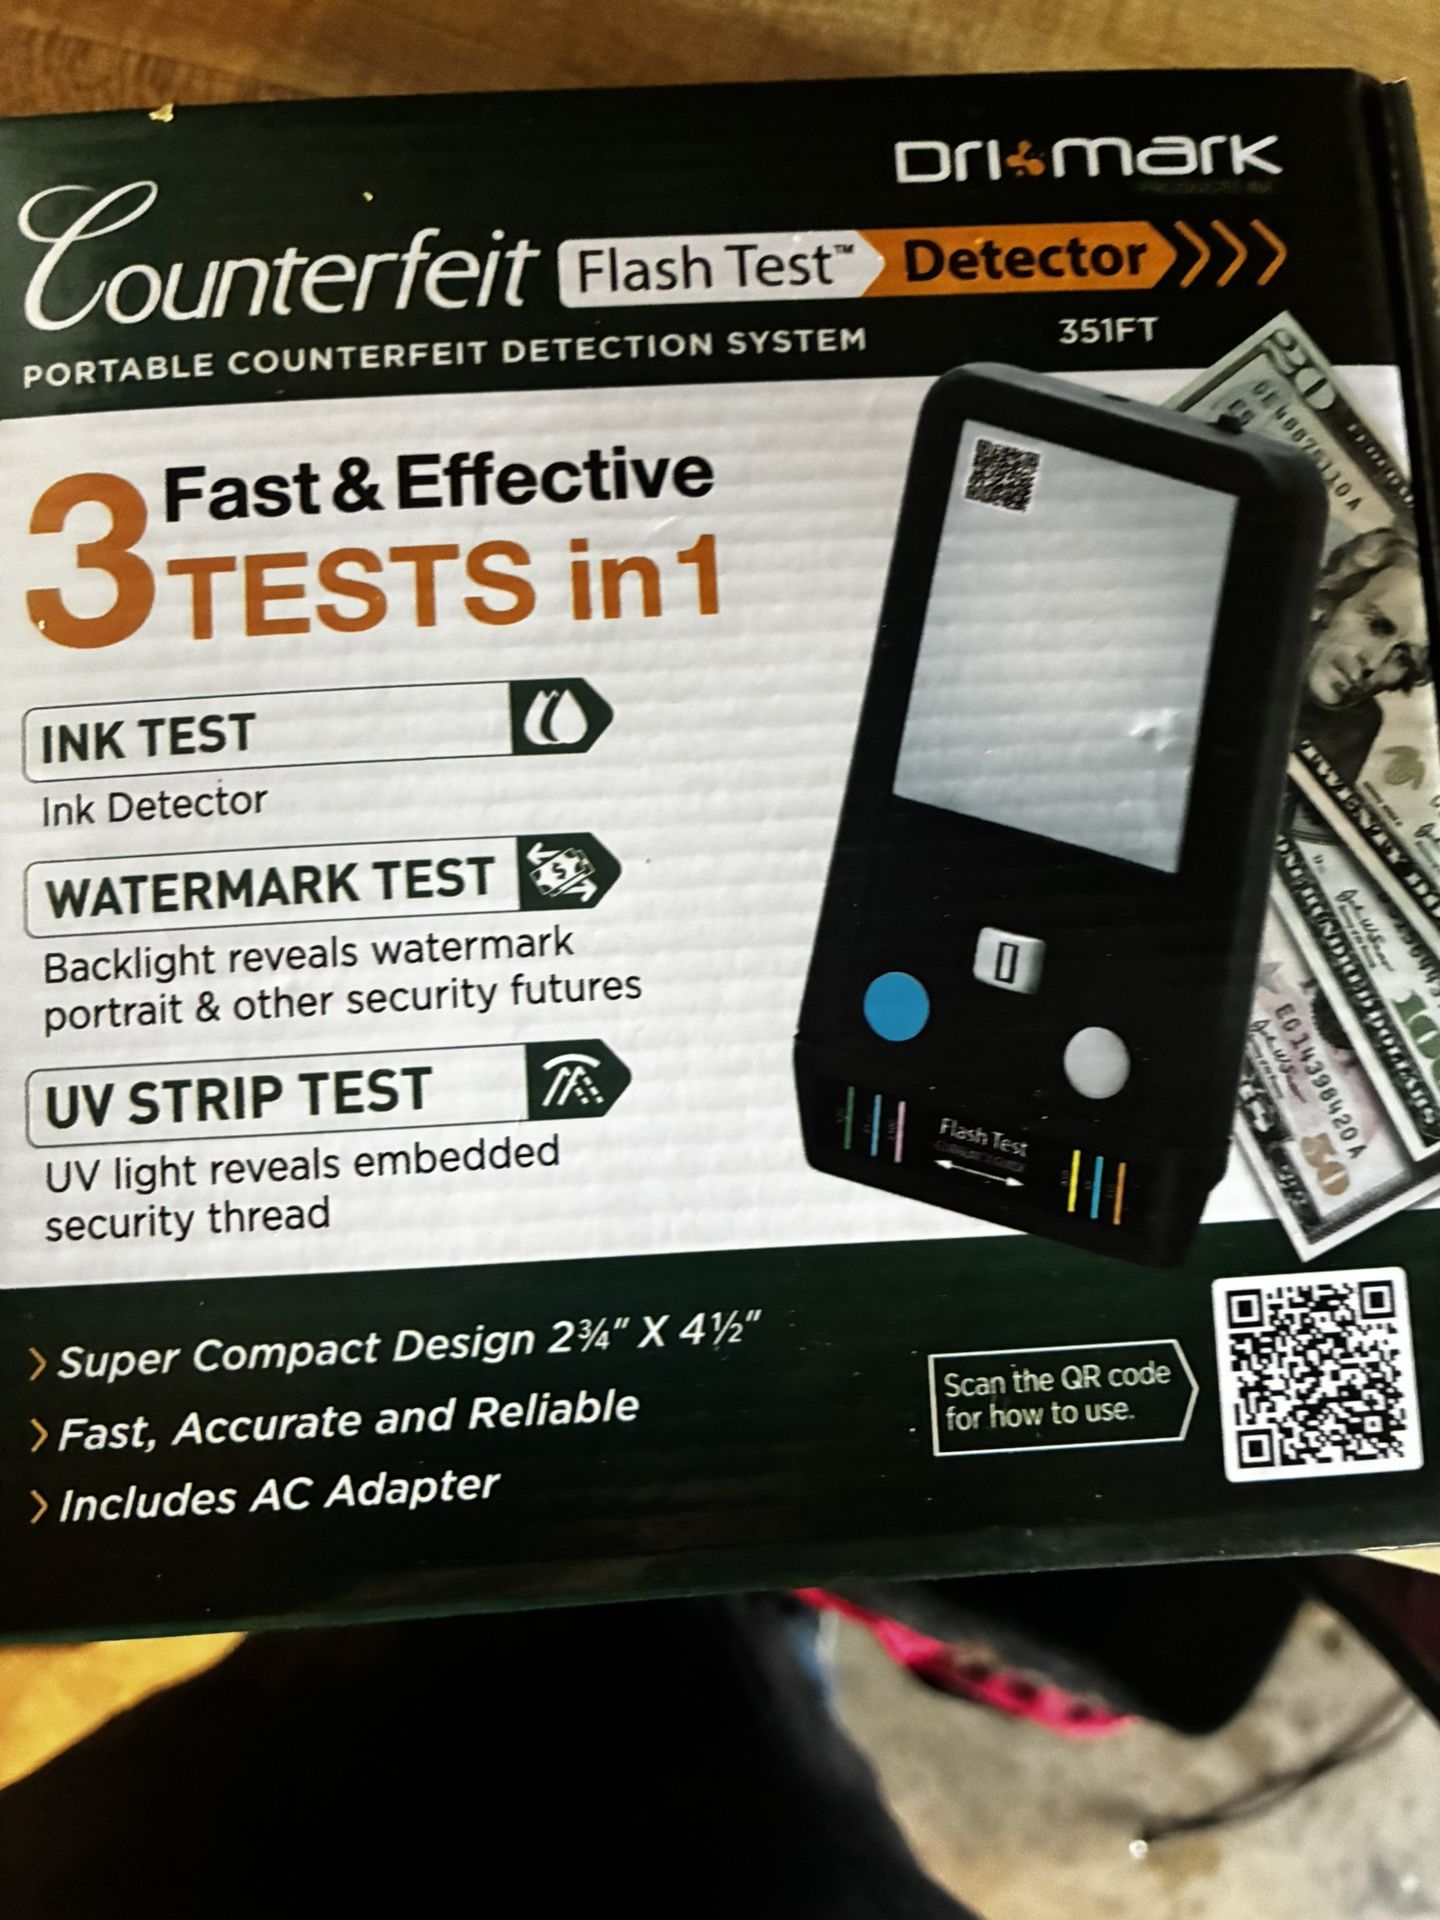 DRI MARK
Counterfeit Flash Test™ Detector
PORTABLE COUNTERFEIT DETECTION SYSTEM
351FT
3 Fast & Effective
TESTS in 1
INK TEST
Ink Detector
WATERMARK TEST
Backlight reveals watermark
portrait & other security futures
UV STRIP TEST
UV light reveals embedded
security thread
Flash Test
20
50
› Super Compact Design 2¾" X 4½"
› Fast, Accurate and Reliable
› Includes AC Adapter
Scan the QR code
for how to use.